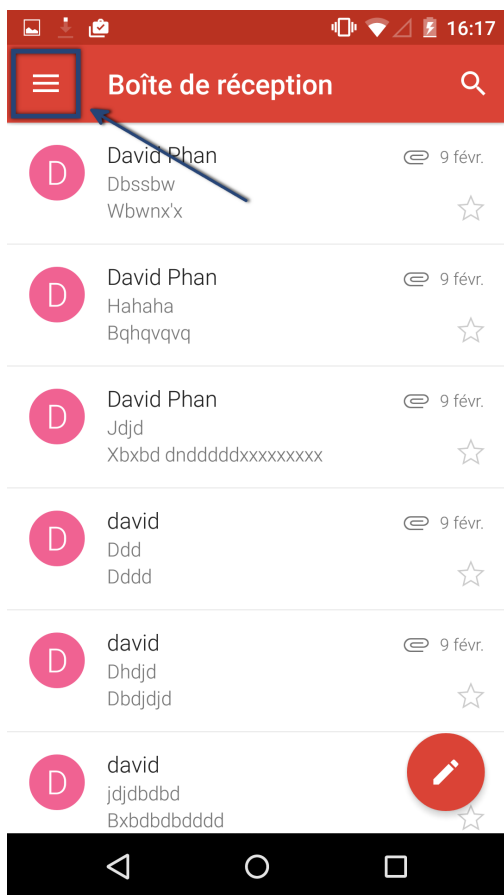 16:17
Boîte de réception
David Phan 9 févr.
Dbssbw
Wbwnx'x
D
David Phan 9 févr.
Hahaha
Bqhqvqvq
D
David Phan 9 févr.
Jdjd
Xbxbd dndddddxxxxxxxxx
D
david 9 févr.
Ddd
Dddd
D
david 9 févr.
Dhdjd
Dbdjdjd
D
david
jdjdbdbd
Bxbdbdbdddd
D